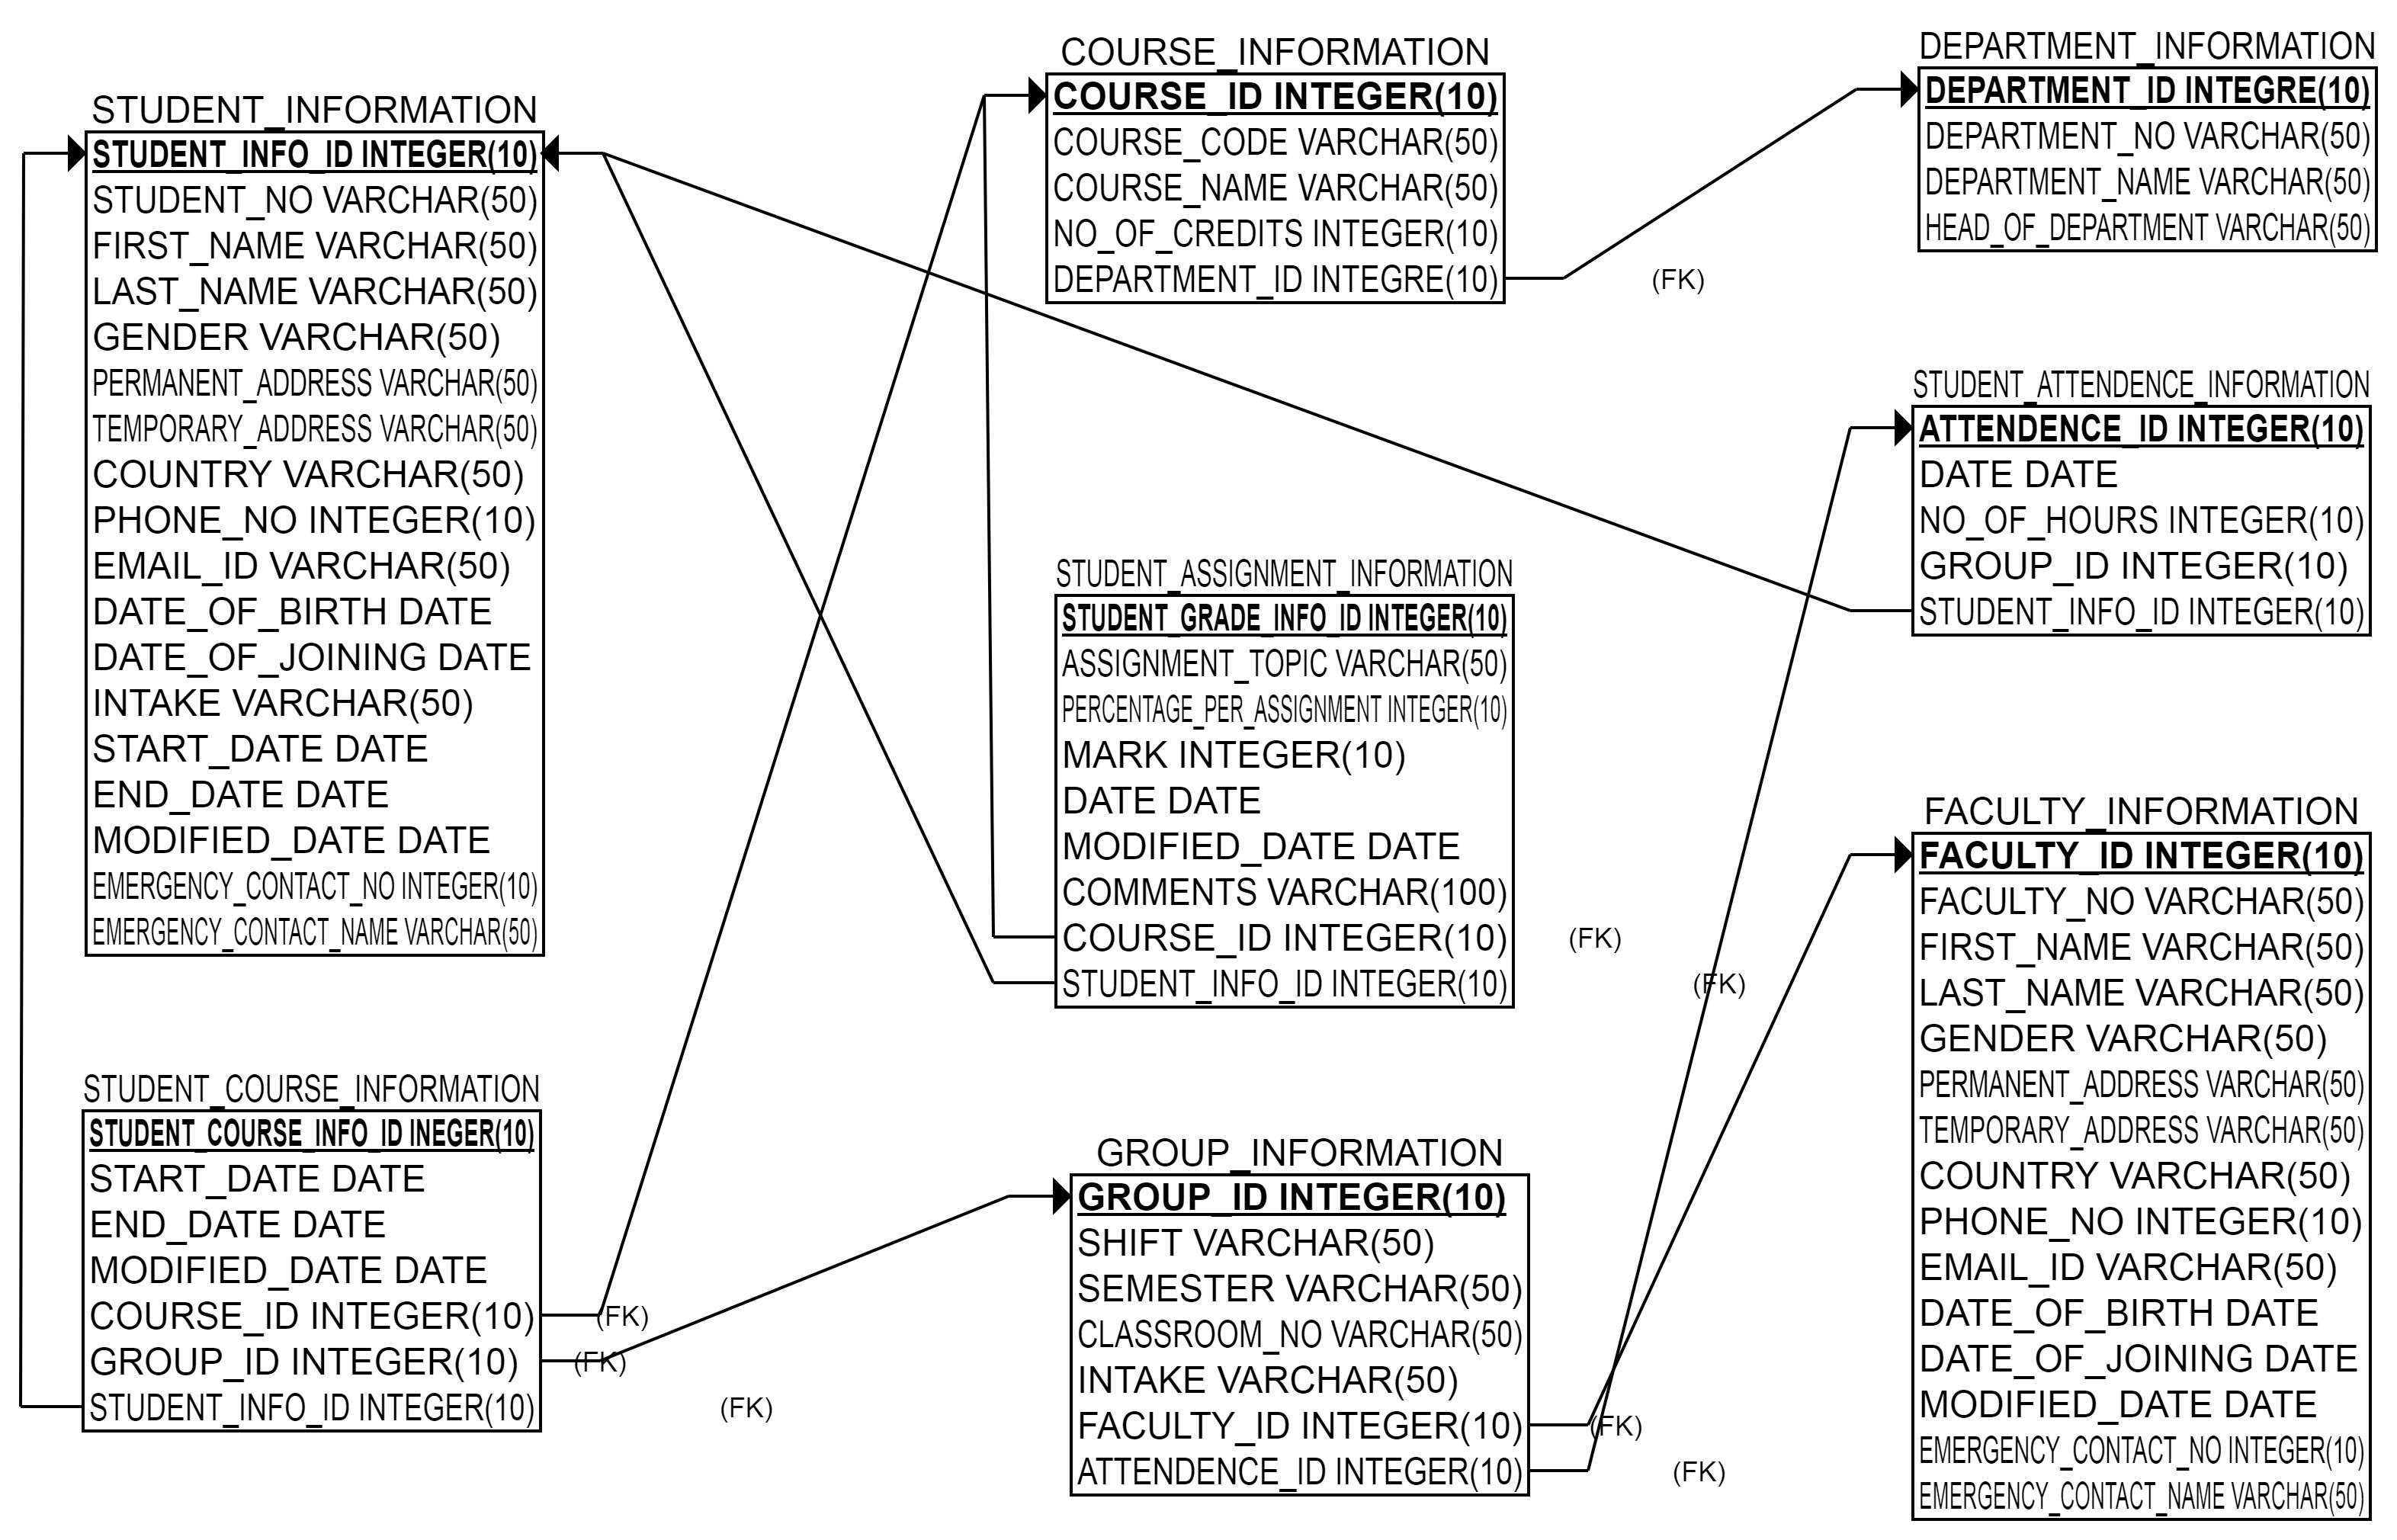 STUDENT_INFORMATION
STUDENT_INFO_ID INTEGER(10)
STUDENT_NO VARCHAR(50)
FIRST_NAME VARCHAR(50)
LAST_NAME VARCHAR(50)
GENDER VARCHAR(50)
PERMANENT_ADDRESS VARCHAR(50)
TEMPORARY_ADDRESS VARCHAR(50)
COUNTRY VARCHAR(50)
PHONE_NO INTEGER(10)
EMAIL_ID VARCHAR(50)
DATE_OF_BIRTH DATE
DATE_OF_JOINING DATE
INTAKE VARCHAR(50)
START_DATE DATE
END_DATE DATE
MODIFIED_DATE DATE
EMERGENCY_CONTACT_NO INTEGER(10)
EMERGENCY_CONTACT_NAME VARCHAR(50)
STUDENT_COURSE_INFORMATION
STUDENT_COURSE_INFO_ID INEGER(10)
START_DATE DATE
END_DATE DATE
MODIFIED_DATE DATE
COURSE_ID INTEGER(10) (FK)
GROUP_ID INTEGER(10) (FK)
STUDENT_INFO_ID INTEGER(10) (FK)
COURSE_INFORMATION
COURSE_ID INTEGER(10)
COURSE_CODE VARCHAR(50)
COURSE_NAME VARCHAR(50)
NO_OF_CREDITS INTEGER(10)
DEPARTMENT_ID INTEGRE(10) (FK)
STUDENT_ASSIGNMENT_INFORMATION
STUDENT_GRADE_INFO_ID INTEGER(10)
ASSIGNMENT_TOPIC VARCHAR(50)
PERCENTAGE_PER_ASSIGNMENT INTEGER(10)
MARK INTEGER(10)
DATE DATE
MODIFIED_DATE DATE
COMMENTS VARCHAR(100)
COURSE_ID INTEGER(10) (FK)
STUDENT_INFO_ID INTEGER(10) (FK)
GROUP_INFORMATION
GROUP_ID INTEGER(10)
SHIFT VARCHAR(50)
SEMESTER VARCHAR(50)
CLASSROOM_NO VARCHAR(50)
INTAKE VARCHAR(50)
FACULTY_ID INTEGER(10) (FK)
ATTENDENCE_ID INTEGER(10) (FK)
DEPARTMENT_INFORMATION
DEPARTMENT_ID INTEGRE(10)
DEPARTMENT_NO VARCHAR(50)
DEPARTMENT_NAME VARCHAR(50)
HEAD_OF_DEPARTMENT VARCHAR(50)
STUDENT_ATTENDENCE_INFORMATION
ATTENDENCE_ID INTEGER(10)
DATE DATE
NO_OF_HOURS INTEGER(10)
GROUP_ID INTEGER(10)
STUDENT_INFO_ID INTEGER(10)
FACULTY_INFORMATION
FACULTY_ID INTEGER(10)
FACULTY_NO VARCHAR(50)
FIRST_NAME VARCHAR(50)
LAST_NAME VARCHAR(50)
GENDER VARCHAR(50)
PERMANENT_ADDRESS VARCHAR(50)
TEMPORARY_ADDRESS VARCHAR(50)
COUNTRY VARCHAR(50)
PHONE_NO INTEGER(10)
EMAIL_ID VARCHAR(50)
DATE_OF_BIRTH DATE
DATE_OF_JOINING DATE
MODIFIED_DATE DATE
EMERGENCY_CONTACT_NO INTEGER(10)
EMERGENCY_CONTACT_NAME VARCHAR(50)